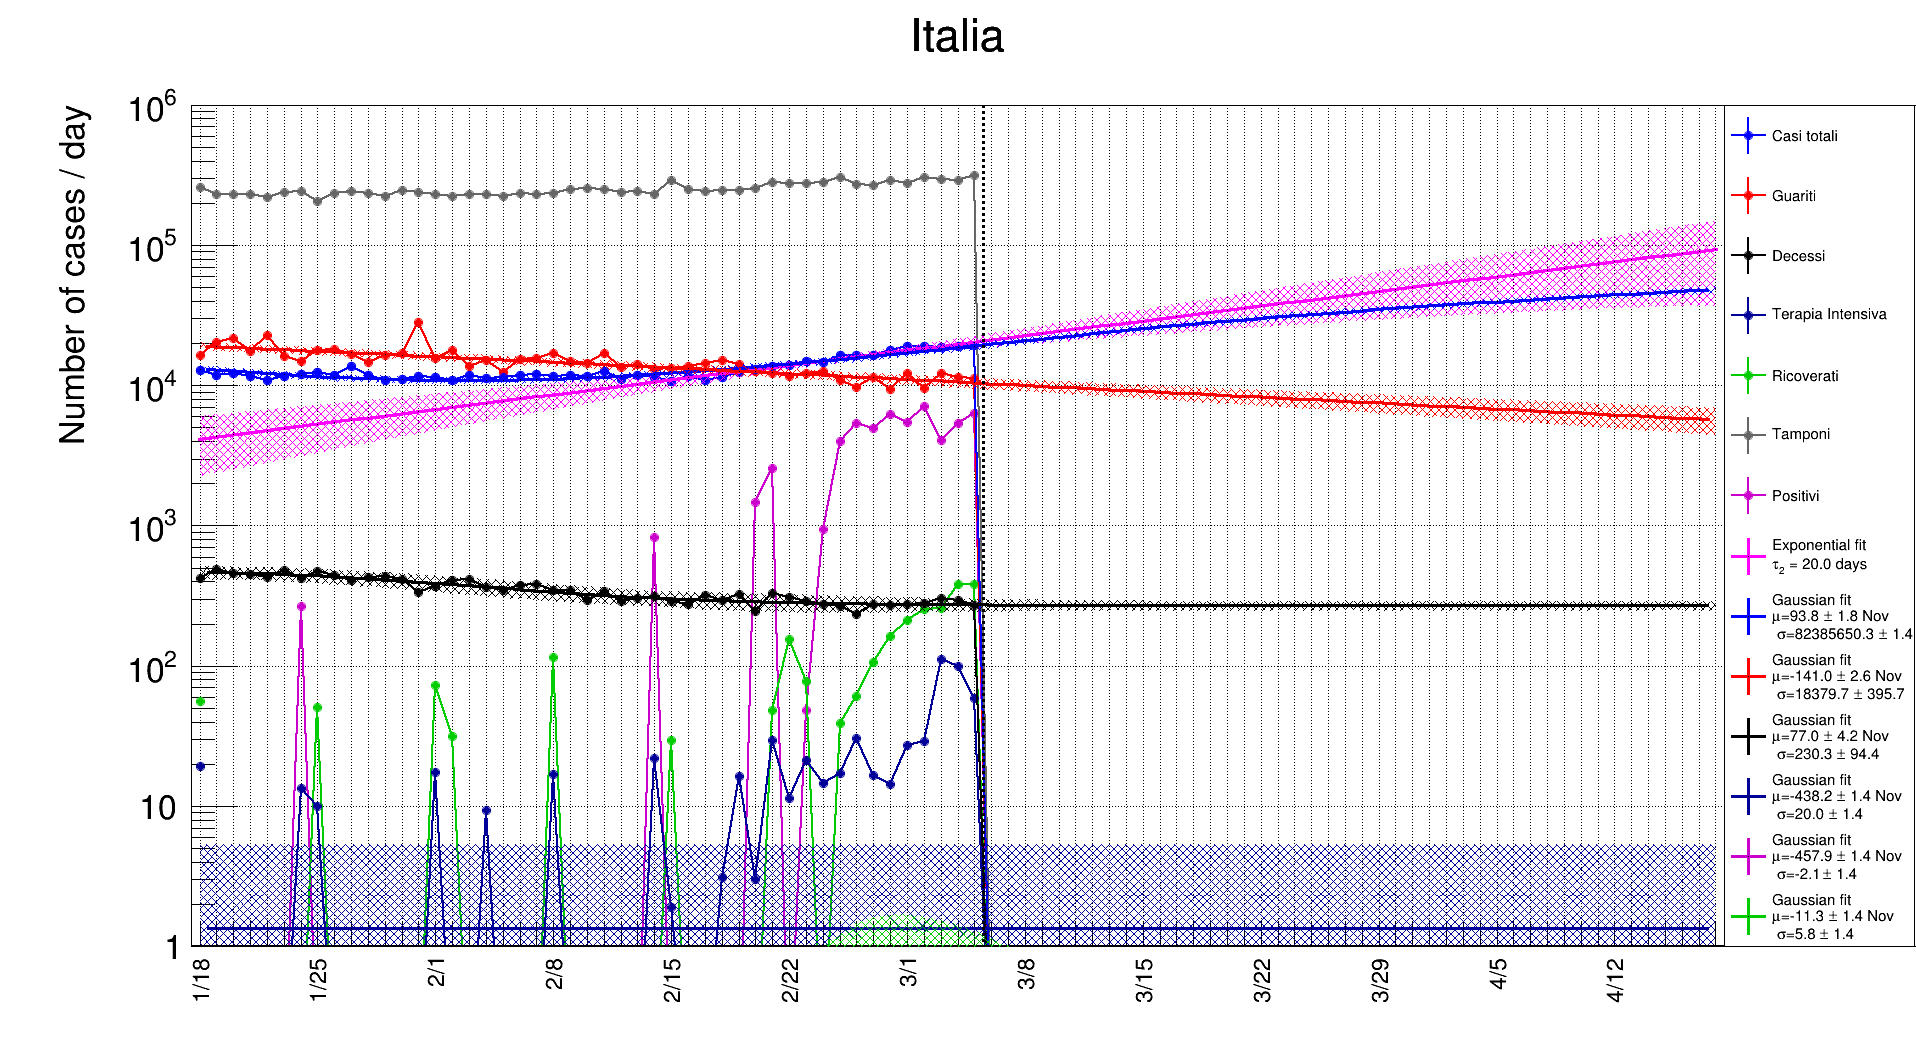 Italia
Number of cases / day
10^6
10^5
10^4
10^3
10^2
10
1
1/18
1/25
2/1
2/8
2/15
2/22
3/1
3/8
3/15
3/22
3/29
4/5
4/12
Casi totali
Guariti
Decessi
Terapia Intensiva
Ricoverati
Tamponi
Positivi
Exponential fit
τ₂ = 20.0 days
Gaussian fit
μ=93.8 ± 1.8 Nov
σ=82385650.3 ± 1.4
Gaussian fit
μ=-141.0 ± 2.6 Nov
σ=18379.7 ± 395.7
Gaussian fit
μ=77.0 ± 4.2 Nov
σ=230.3 ± 94.4
Gaussian fit
μ=-438.2 ± 1.4 Nov
σ=20.0 ± 1.4
Gaussian fit
μ=-457.9 ± 1.4 Nov
σ=-2.1 ± 1.4
Gaussian fit
μ=-11.3 ± 1.4 Nov
σ=5.8 ± 1.4